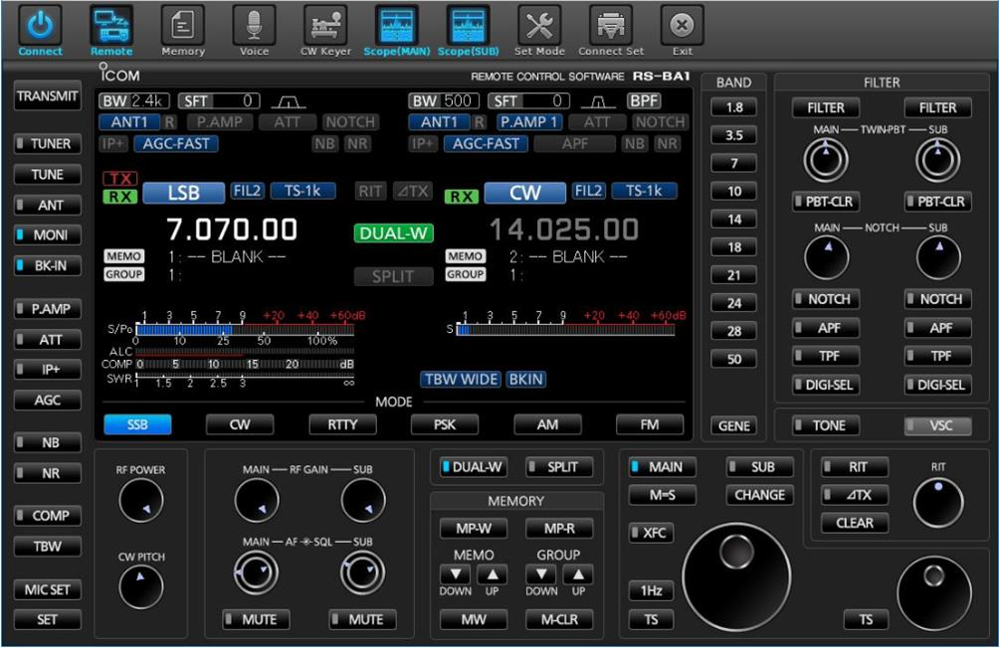 Connect Remote Memory Voice CW Keyer Scope(MAIN) Scope(SUB) Set Mode Connect Set Exit
ICOM REMOTE CONTROL SOFTWARE RS-BA1
TRANSMIT
TUNER
TUNE
ANT
MONI
BK-IN
P.AMP
ATT
IP+
AGC
NB
NR
COMP
TBW
MIC SET
SET
BW 2.4k SFT 0 BW 500 SFT 0 BPF
ANT1 R P.AMP ATT NOTCH ANT1 R P.AMP 1 ATT NOTCH
IP+ AGC-FAST NB NR IP+ AGC-FAST APF NB NR
TX
RX LSB FIL2 TS-1k RIT ⊿TX RX CW FIL2 TS-1k
7.070.00 DUAL-W 14.025.00
MEMO 1: -- BLANK -- MEMO 2: -- BLANK --
GROUP 1: SPLIT GROUP 1:
1 3 5 7 9 +20 +40 +60dB 1 3 5 7 9 +20 +40 +60dB
S/Po S
0 10 25 50 100%
ALC
COMP 0 5 10 15 20 dB
SWR 1 1.5 2 2.5 3 ∞
TBW WIDE BKIN
MODE
SSB CW RTTY PSK AM FM
BAND
1.8
3.5
7
10
14
18
21
24
28
50
GENE
FILTER
FILTER FILTER
MAIN TWIN-PBT SUB
PBT-CLR PBT-CLR
MAIN NOTCH SUB
NOTCH NOTCH
APF APF
TPF TPF
DIGI-SEL DIGI-SEL
TONE VSC
RF POWER
CW PITCH
MAIN RF GAIN SUB
MAIN AF SQL SUB
MUTE MUTE
DUAL-W SPLIT
MEMORY
MP-W MP-R
MEMO GROUP
▼ ▲ ▼ ▲
DOWN UP DOWN UP
MW M-CLR
MAIN SUB
M=S CHANGE
XFC
1Hz
TS
RIT RIT
⊿TX
CLEAR
TS